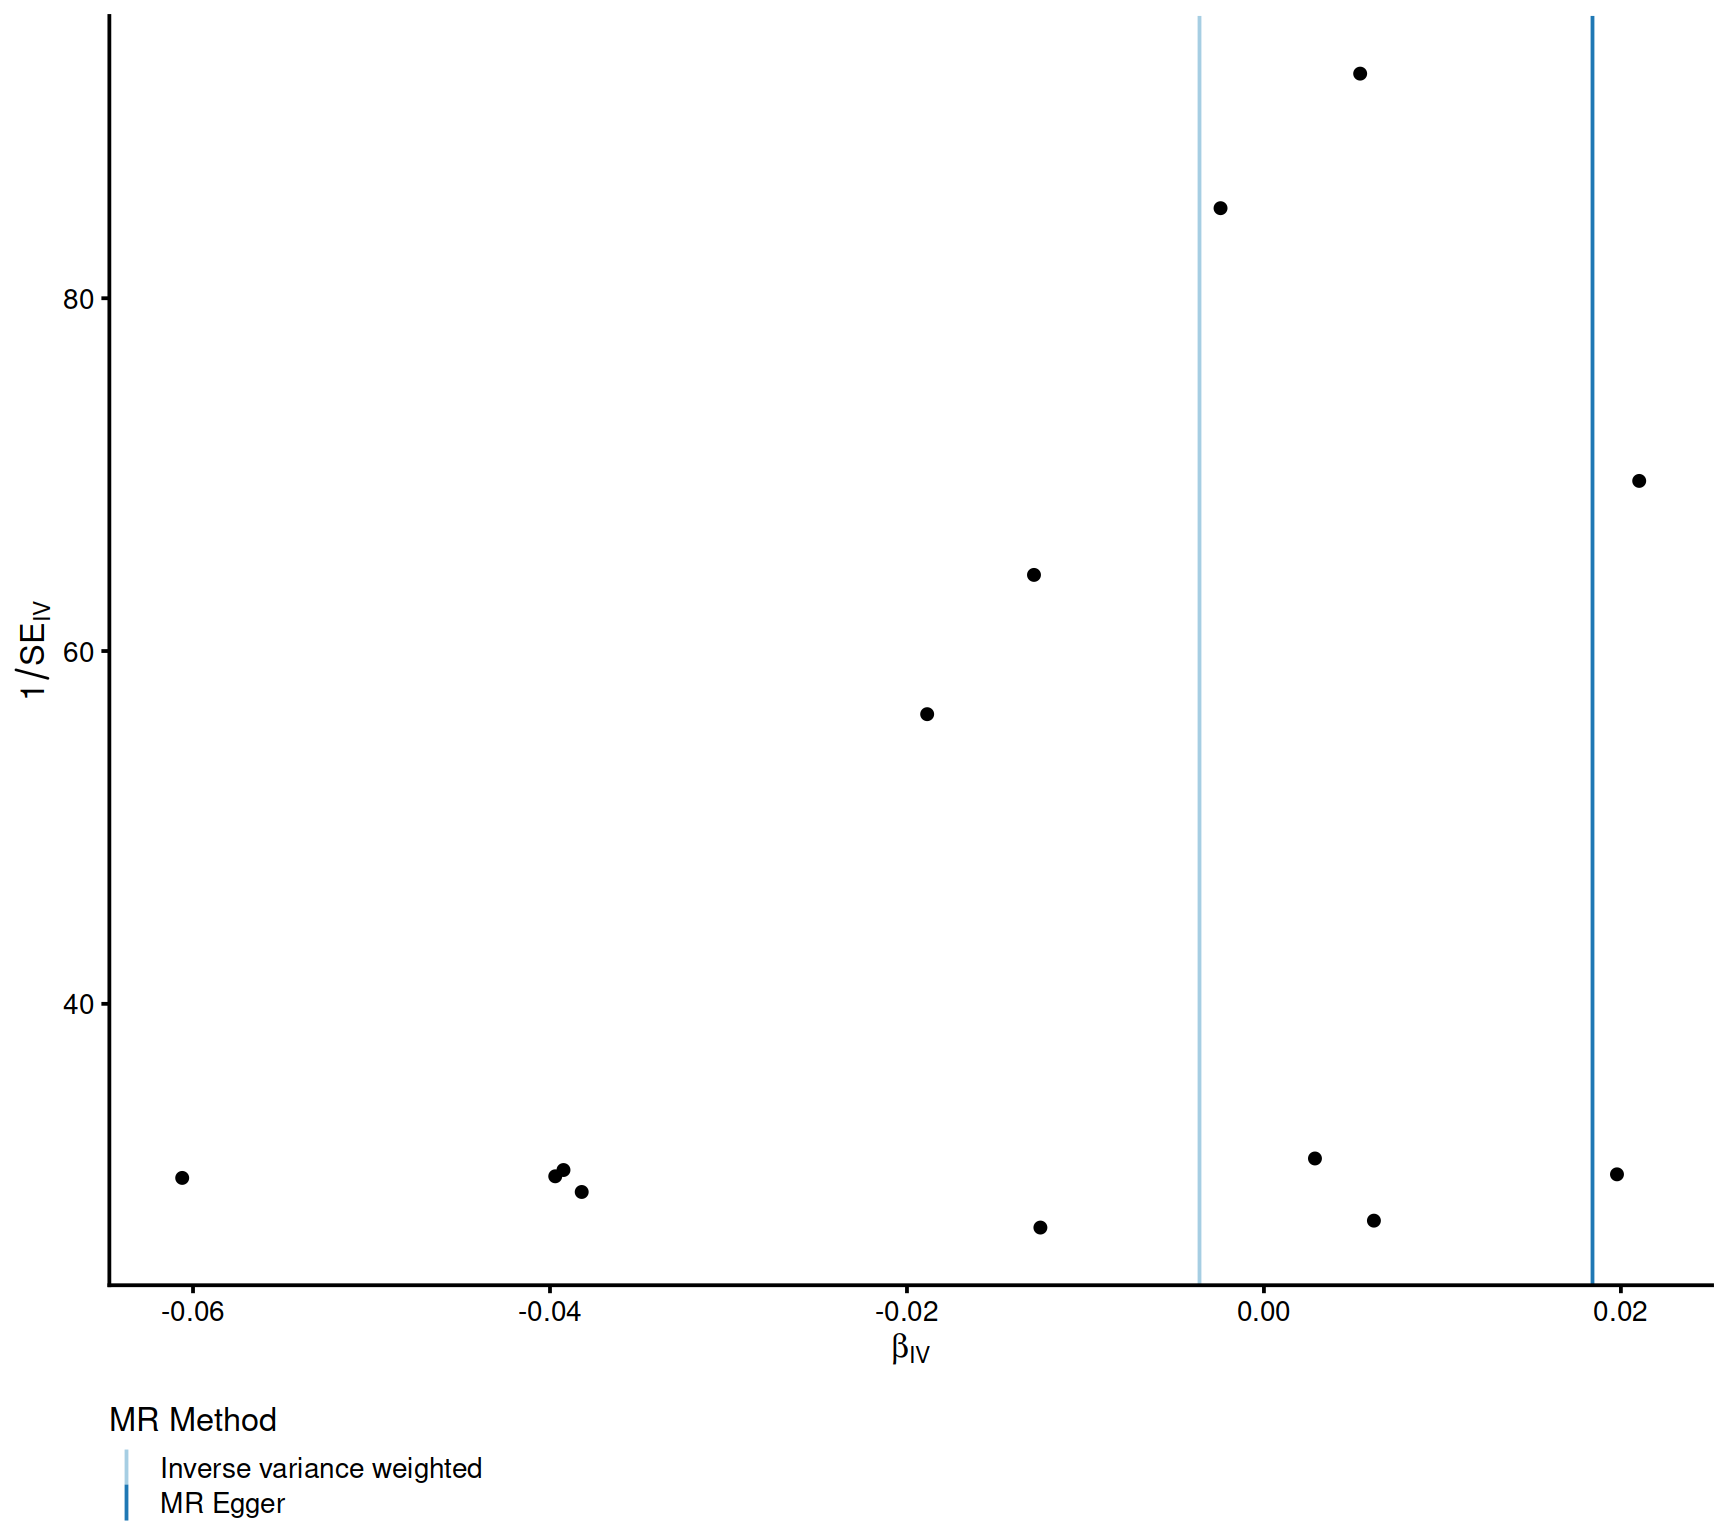 80
60
40
1/SE_IV
-0.06 -0.04 -0.02 0.00 0.02
β_IV
MR Method
Inverse variance weighted
MR Egger